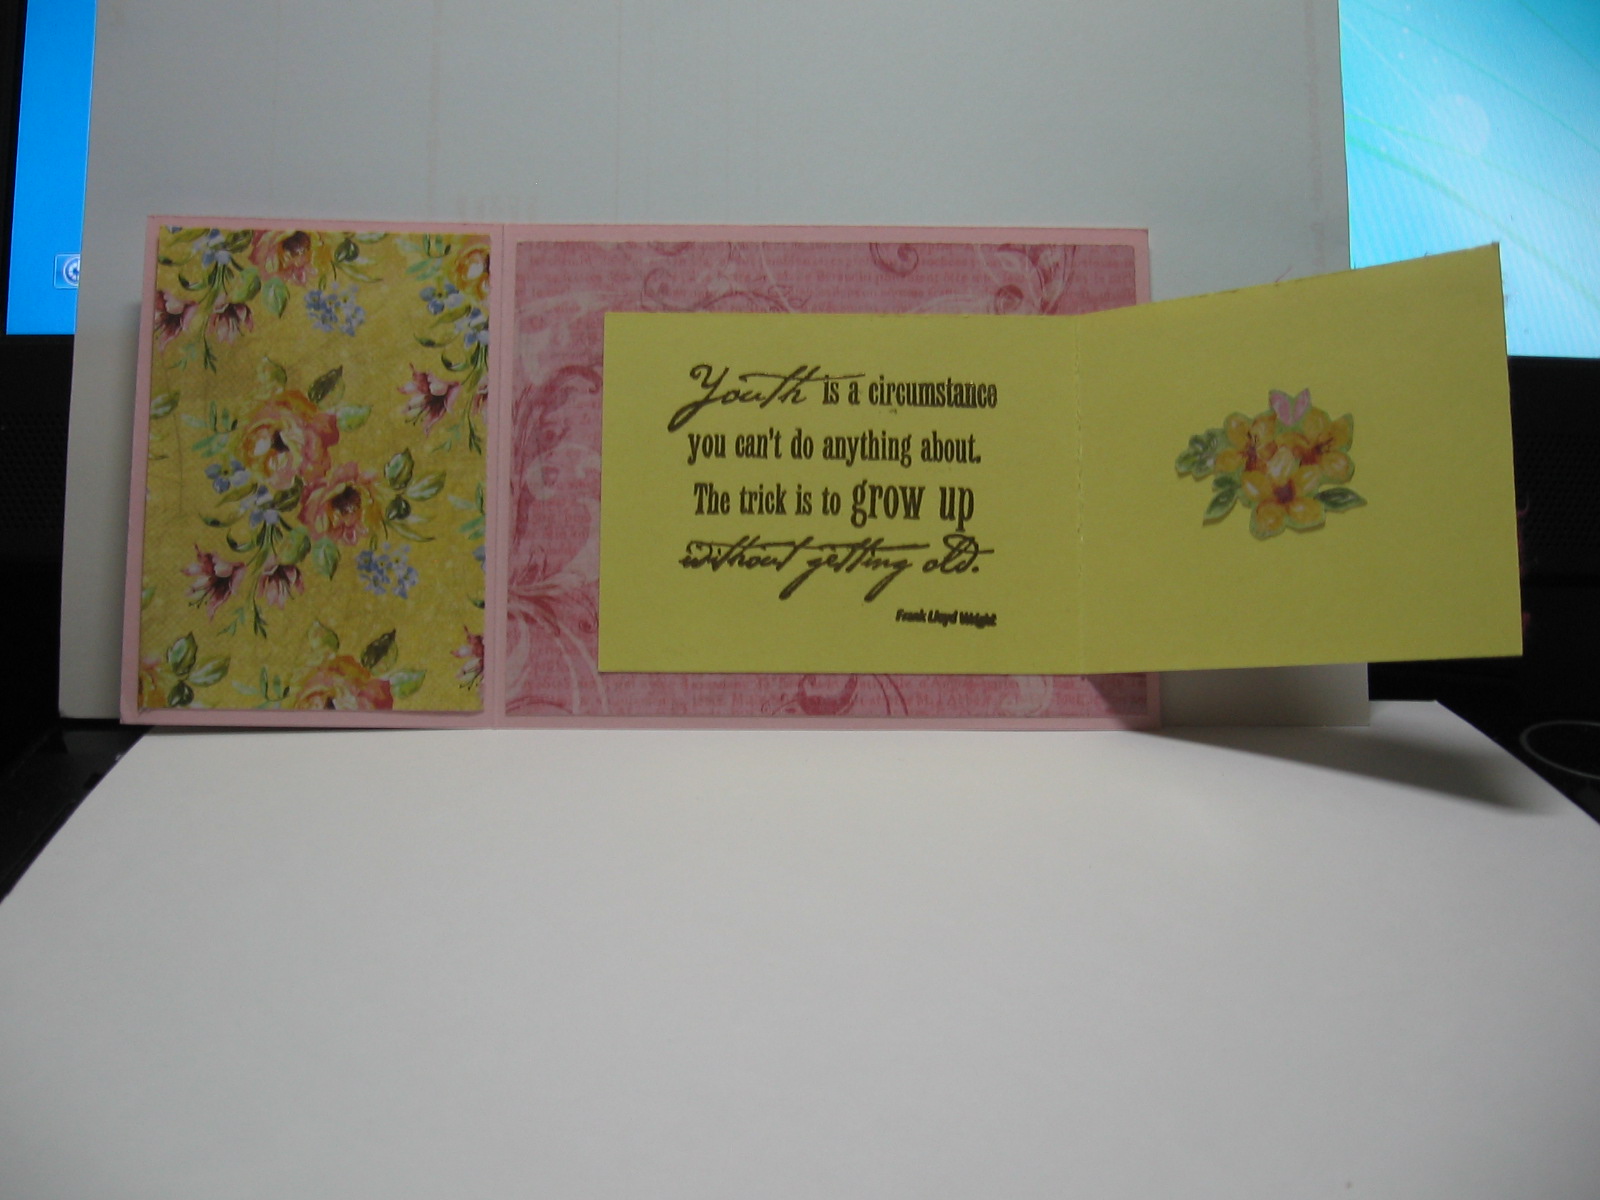 Youth is a circumstance
you can't do anything about.
The trick is to grow up
without getting old.
Frank Lloyd Wright